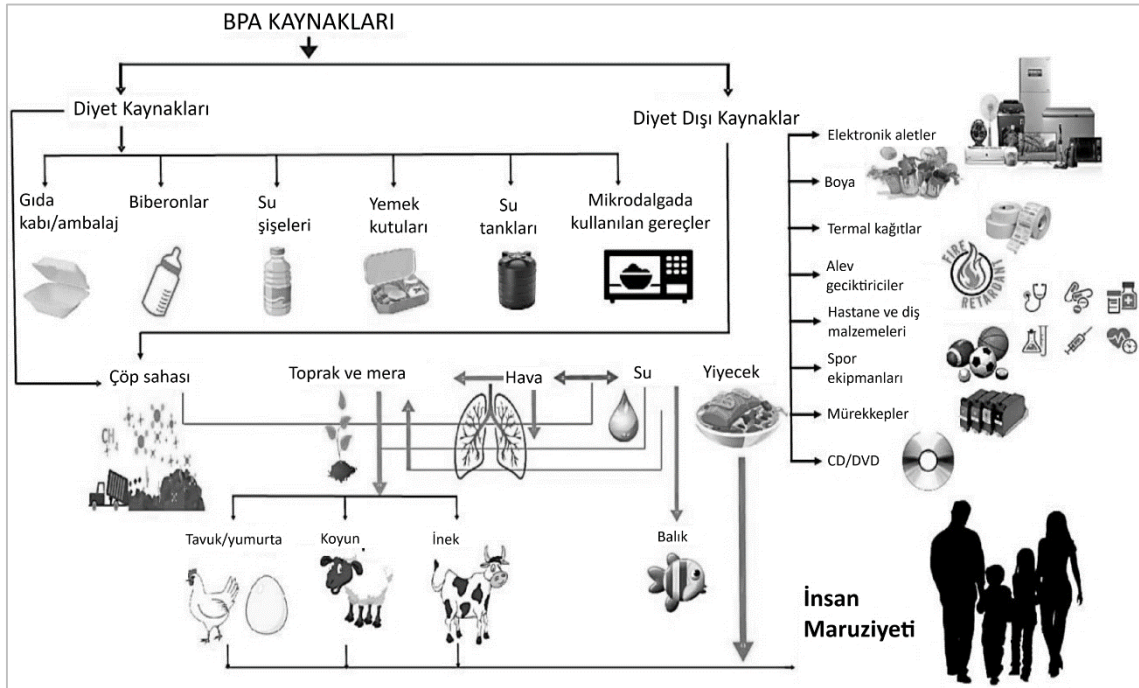 BPA KAYNAKLARI
Diyet Kaynakları
Diyet Dışı Kaynaklar
Gıda
kabı/ambalaj
Biberonlar
Su
şişeleri
Yemek
kutuları
Su
tankları
Mikrodalgada
kullanılan gereçler
Elektronik aletler
Boya
Termal kağıtlar
Alev
geciktiriciler
FIRE
RETARDANT
Hastane ve diş
malzemeleri
Spor
ekipmanları
Mürekkepler
CD/DVD
Çöp sahası
Toprak ve mera
Hava
Su
Yiyecek
Tavuk/yumurta
Koyun
İnek
Balık
İnsan
Maruziyeti